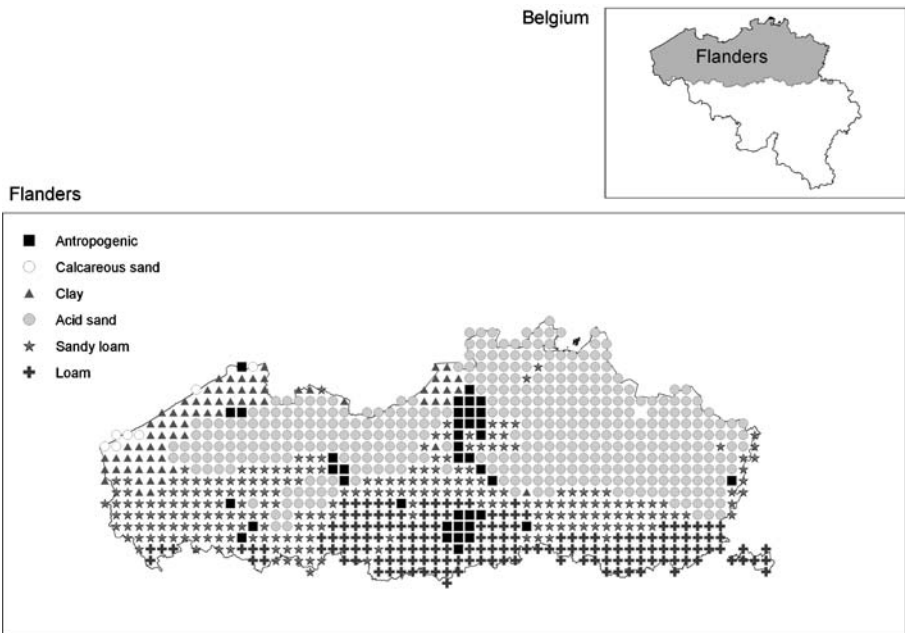 Belgium
Flanders
Flanders
Antropogenic
Calcareous sand
Clay
Acid sand
Sandy loam
Loam